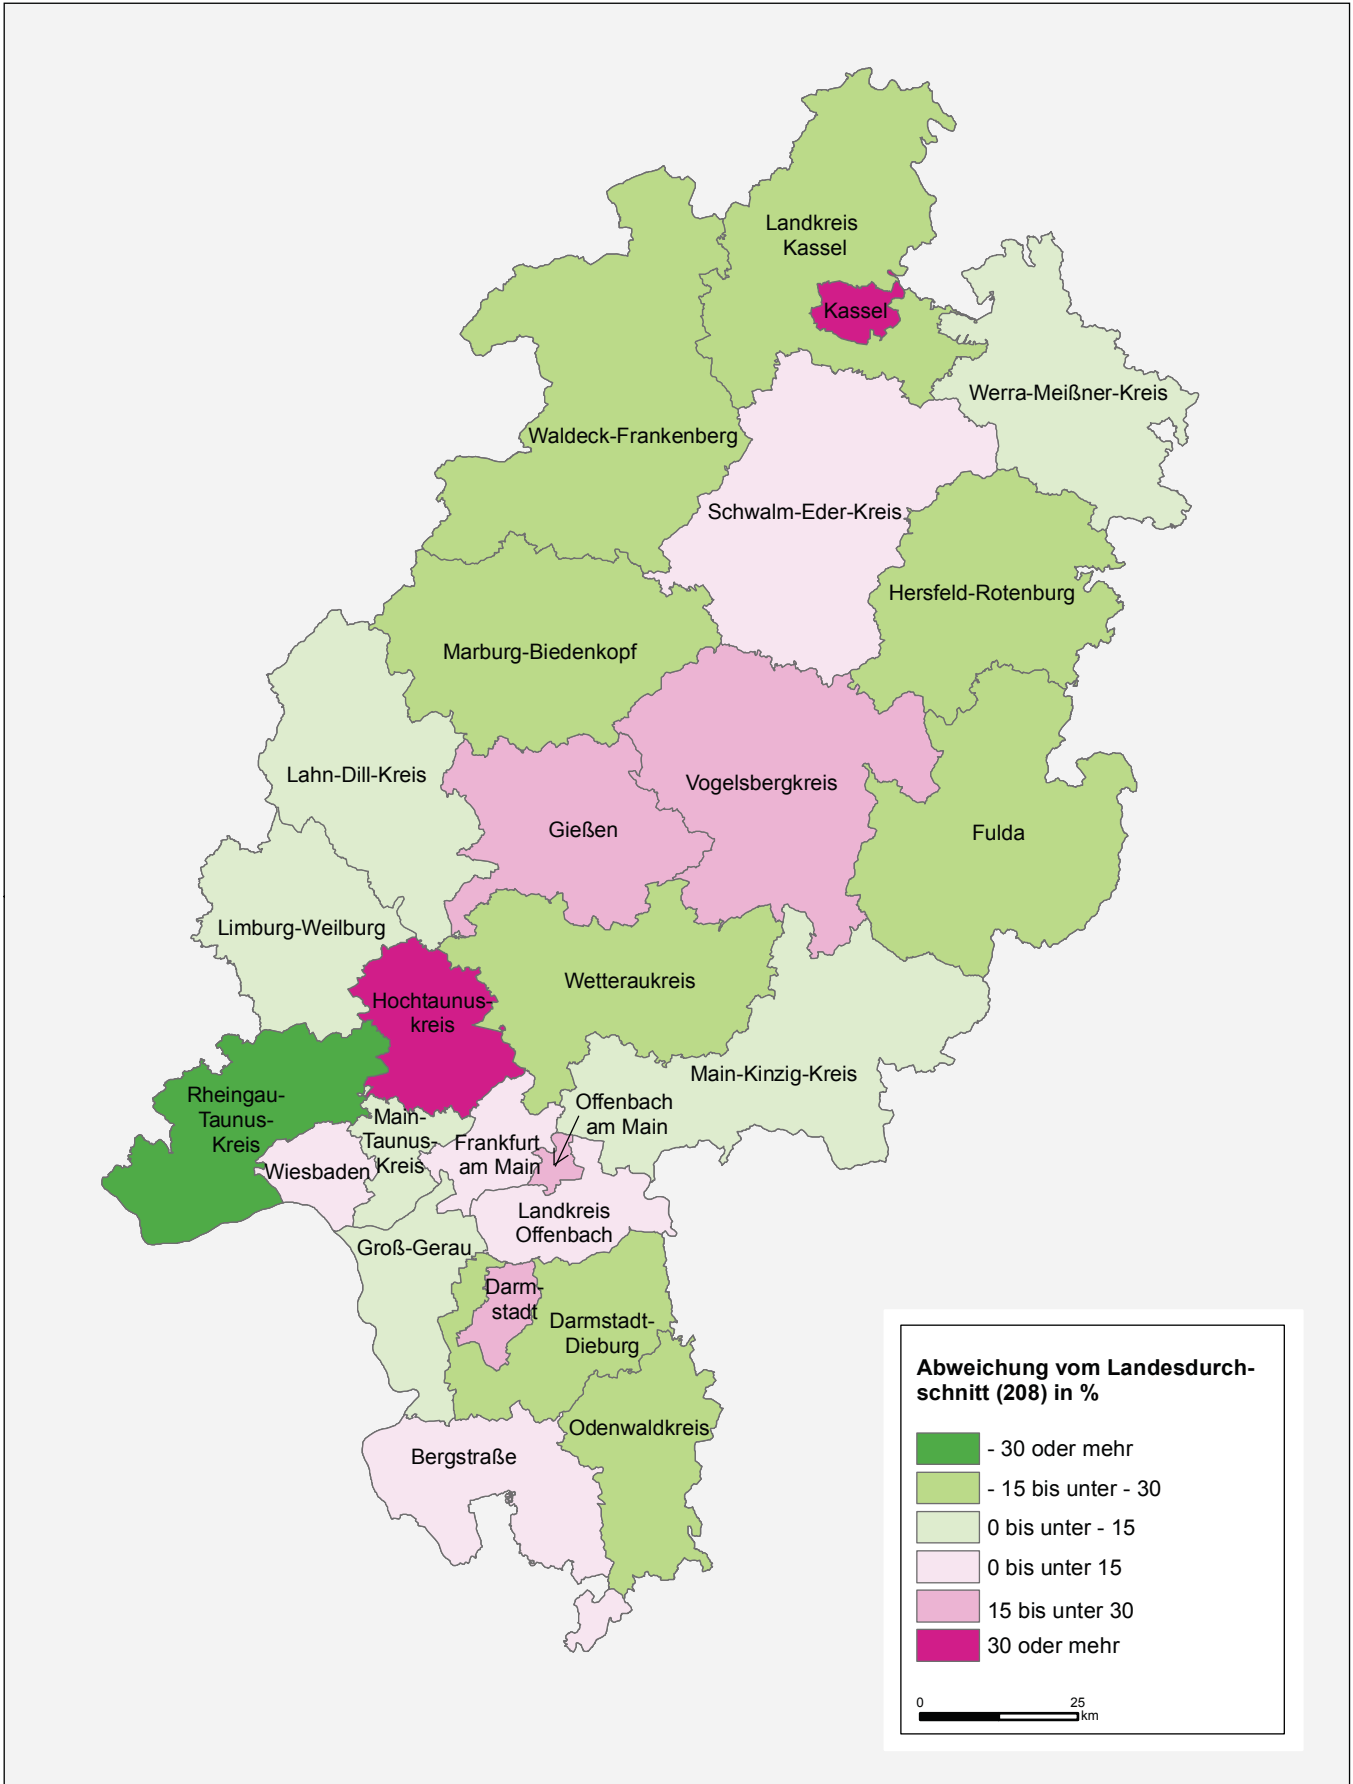 Landkreis
Kassel
Kassel
Werra-Meißner-Kreis
Waldeck-Frankenberg
Schwalm-Eder-Kreis
Hersfeld-Rotenburg
Marburg-Biedenkopf
Lahn-Dill-Kreis
Vogelsbergkreis
Gießen
Fulda
Limburg-Weilburg
Wetteraukreis
Hochtaunus-
kreis
Main-Kinzig-Kreis
Rheingau-
Taunus-
Kreis
Offenbach
am Main
Main-
Taunus-
Kreis
Frankfurt
am Main
Wiesbaden
Landkreis
Offenbach
Groß-Gerau
Darm-
stadt
Darmstadt-
Dieburg
Odenwaldkreis
Bergstraße
Abweichung vom Landesdurch-
schnitt (208) in %
- 30 oder mehr
- 15 bis unter - 30
0 bis unter - 15
0 bis unter 15
15 bis unter 30
30 oder mehr
0 25
km